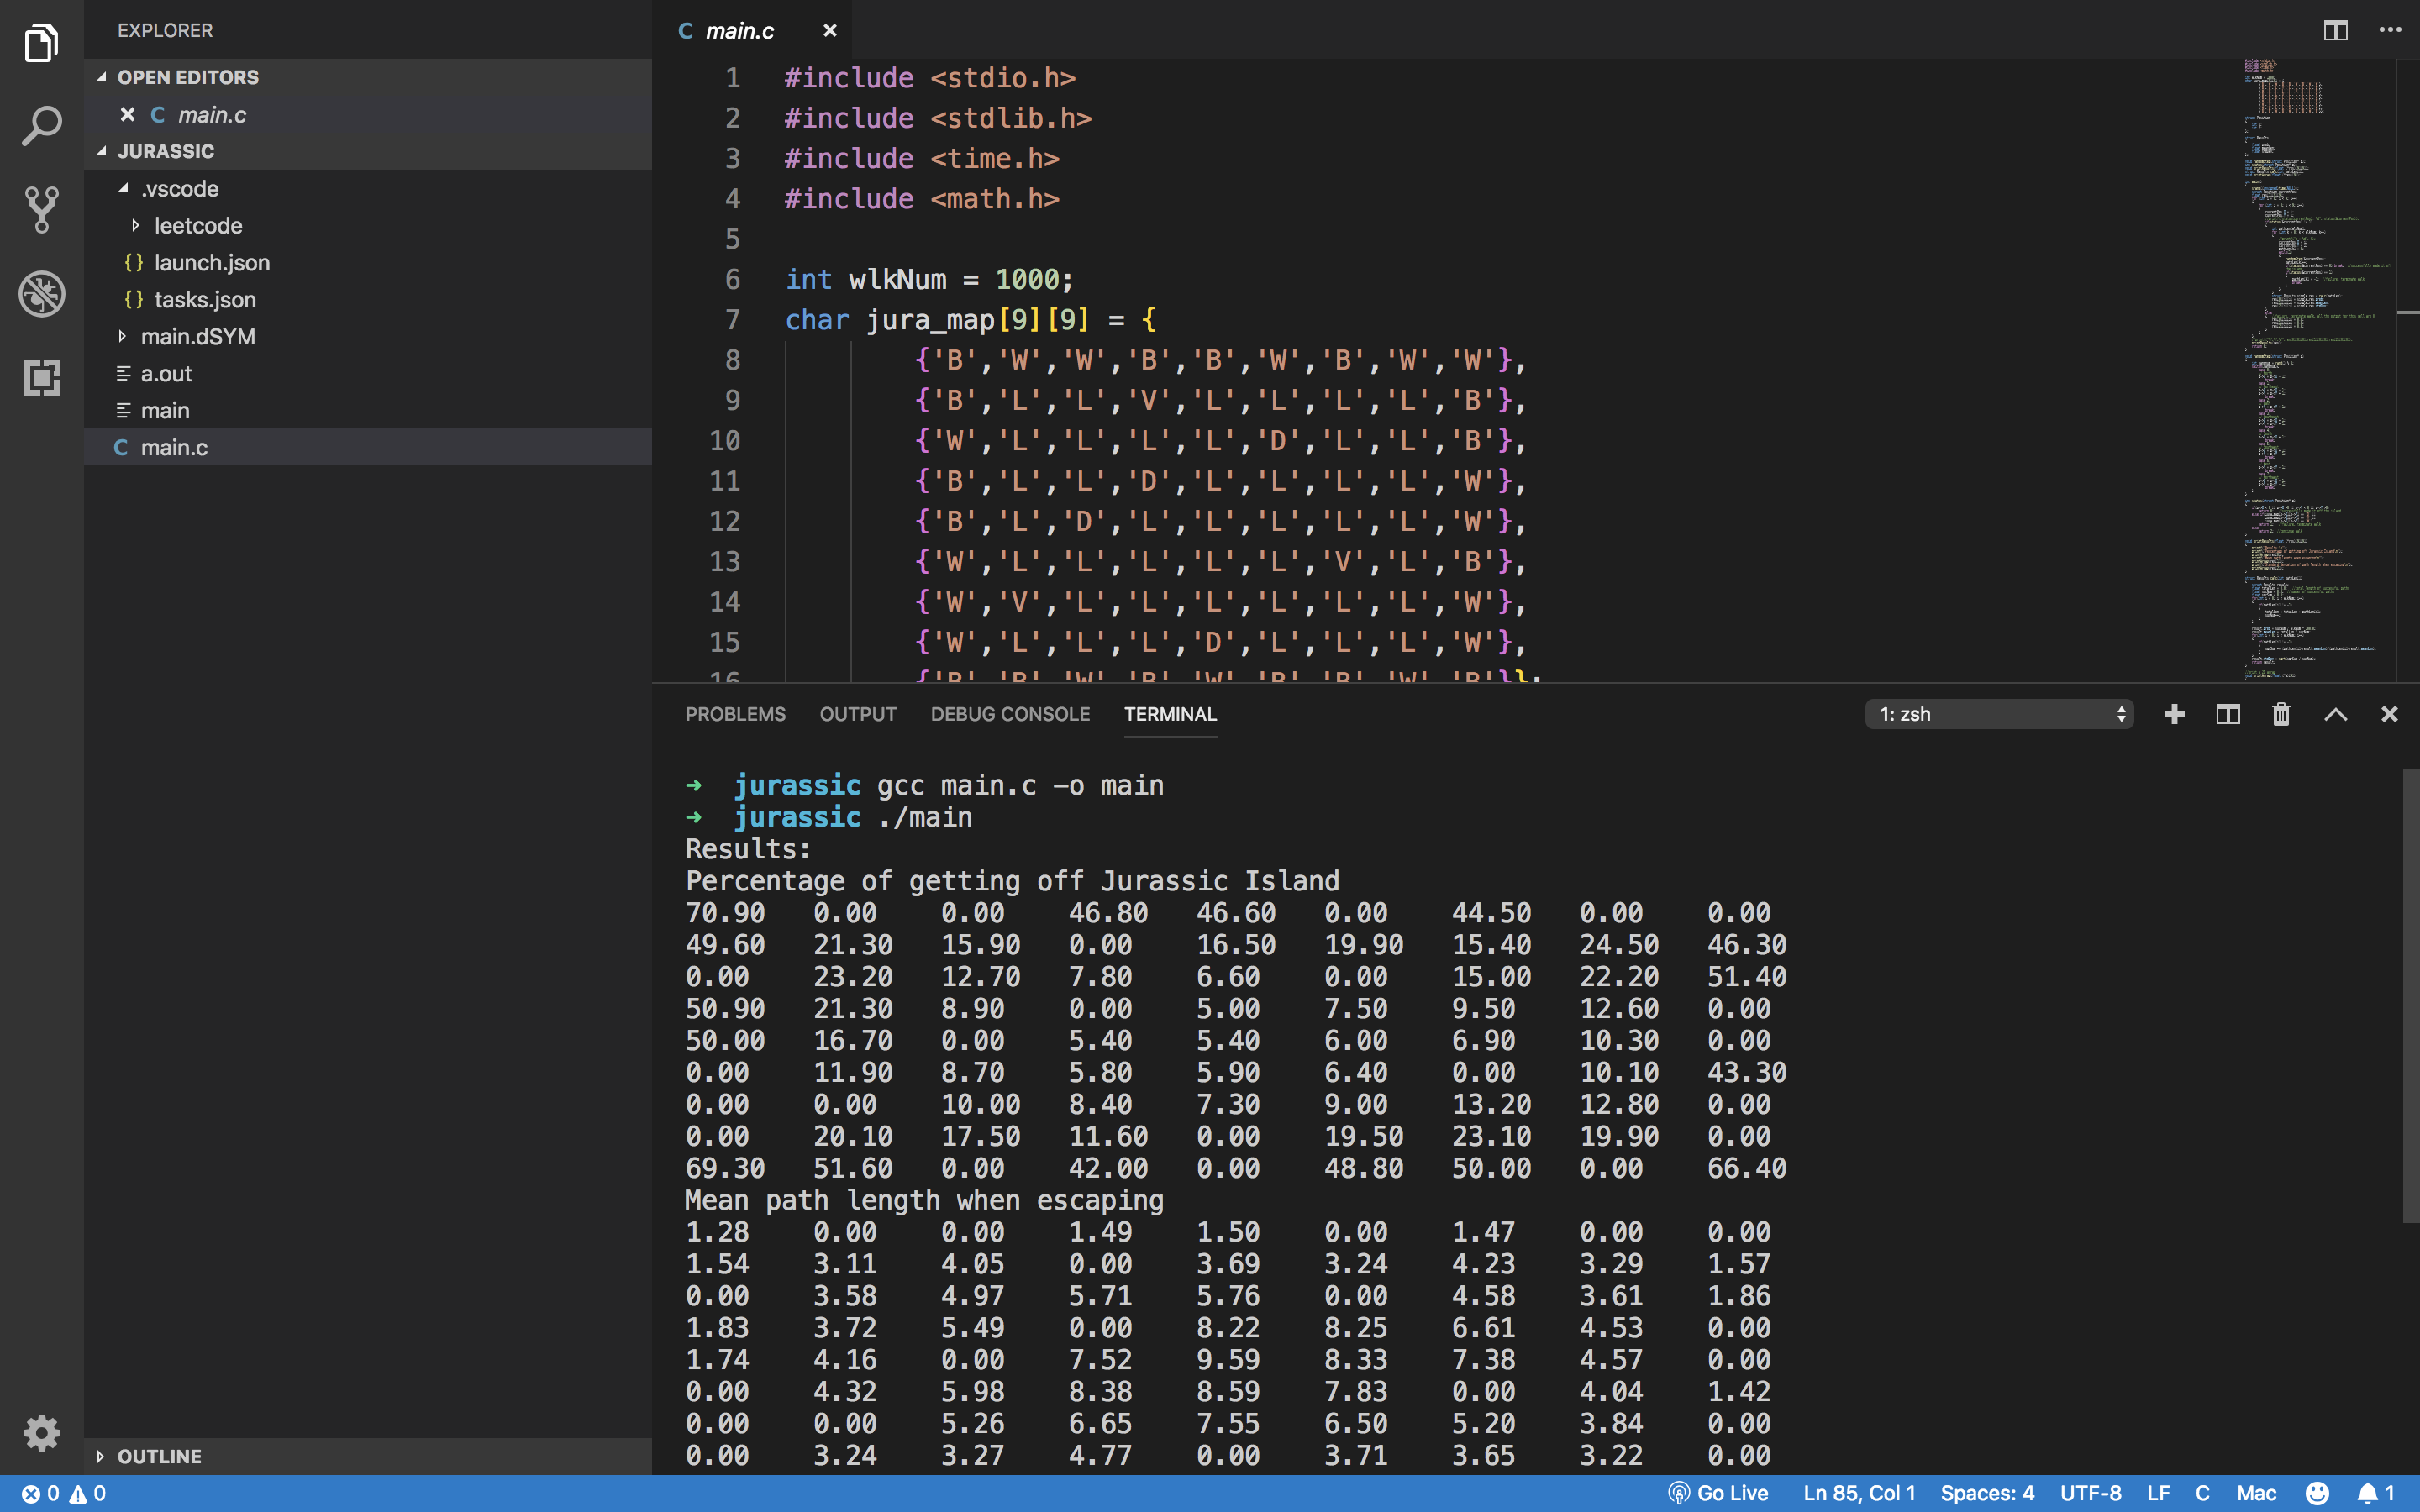 EXPLORER
OPEN EDITORS
C main.c
JURASSIC
.vscode
leetcode
{} launch.json
{} tasks.json
main.dSYM
a.out
main
C main.c
OUTLINE
C main.c
1 #include <stdio.h>
2 #include <stdlib.h>
3 #include <time.h>
4 #include <math.h>
5
6 int wlkNum = 1000;
7 char jura_map[9][9] = {
8 {'B','W','W','B','B','W','B','W','W'},
9 {'B','L','L','V','L','L','L','L','B'},
10 {'W','L','L','L','L','D','L','L','B'},
11 {'B','L','L','D','L','L','L','L','W'},
12 {'B','L','D','L','L','L','L','L','W'},
13 {'W','L','L','L','L','L','V','L','B'},
14 {'W','V','L','L','L','L','L','L','W'},
15 {'W','L','L','L','D','L','L','L','W'},
16 {'B','B','W','B','W','B','B','W','B'}};
PROBLEMS OUTPUT DEBUG CONSOLE TERMINAL 1: zsh
➜ jurassic gcc main.c -o main
➜ jurassic ./main
Results:
Percentage of getting off Jurassic Island
70.90 0.00 0.00 46.80 46.60 0.00 44.50 0.00 0.00
49.60 21.30 15.90 0.00 16.50 19.90 15.40 24.50 46.30
0.00 23.20 12.70 7.80 6.60 0.00 15.00 22.20 51.40
50.90 21.30 8.90 0.00 5.00 7.50 9.50 12.60 0.00
50.00 16.70 0.00 5.40 5.40 6.00 6.90 10.30 0.00
0.00 11.90 8.70 5.80 5.90 6.40 0.00 10.10 43.30
0.00 0.00 10.00 8.40 7.30 9.00 13.20 12.80 0.00
0.00 20.10 17.50 11.60 0.00 19.50 23.10 19.90 0.00
69.30 51.60 0.00 42.00 0.00 48.80 50.00 0.00 66.40
Mean path length when escaping
1.28 0.00 0.00 1.49 1.50 0.00 1.47 0.00 0.00
1.54 3.11 4.05 0.00 3.69 3.24 4.23 3.29 1.57
0.00 3.58 4.97 5.71 5.76 0.00 4.58 3.61 1.86
1.83 3.72 5.49 0.00 8.22 8.25 6.61 4.53 0.00
1.74 4.16 0.00 7.52 9.59 8.33 7.38 4.57 0.00
0.00 4.32 5.98 8.38 8.59 7.83 0.00 4.04 1.42
0.00 0.00 5.26 6.65 7.55 6.50 5.20 3.84 0.00
0.00 3.24 3.27 4.77 0.00 3.71 3.65 3.22 0.00
0 0 Go Live Ln 85, Col 1 Spaces: 4 UTF-8 LF C Mac 1